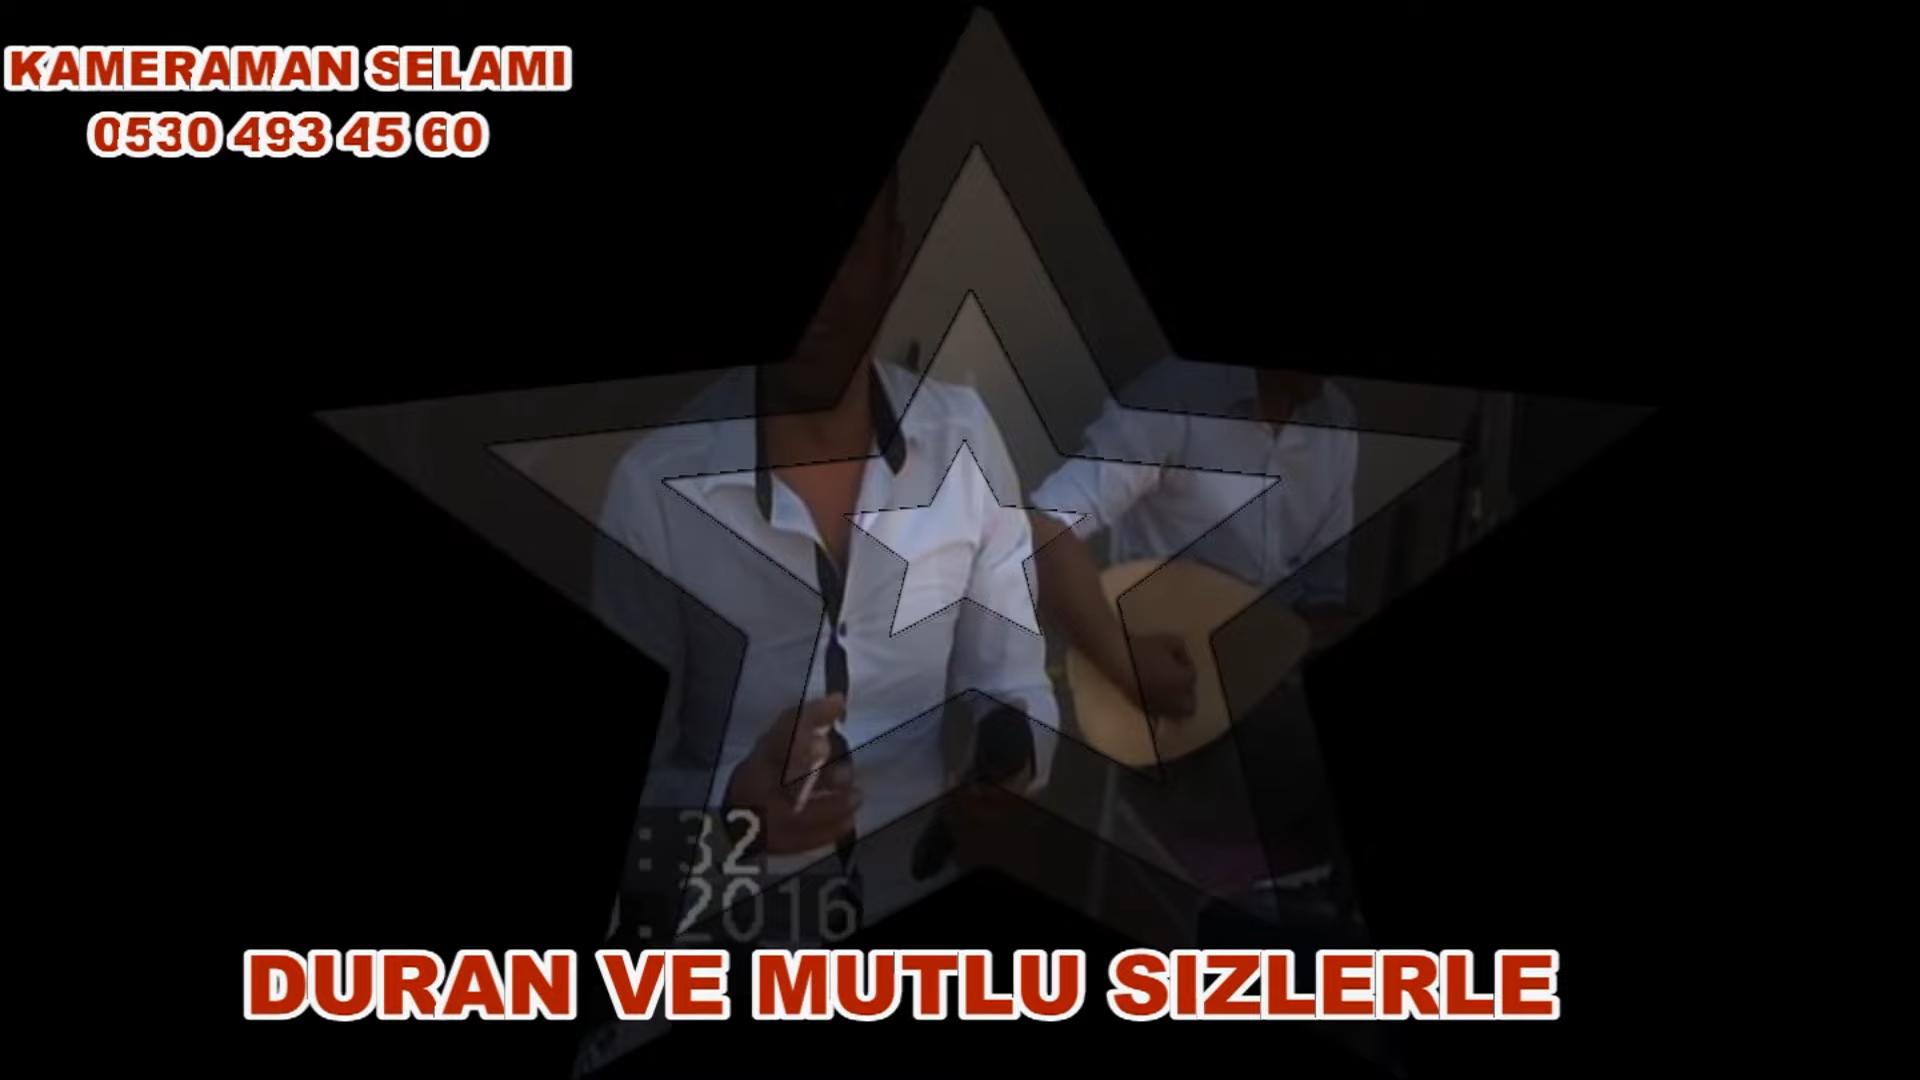 KAMERAMAN SELAMI
0530 493 45 60
:32
.2016
DURAN VE MUTLU SIZLERLE